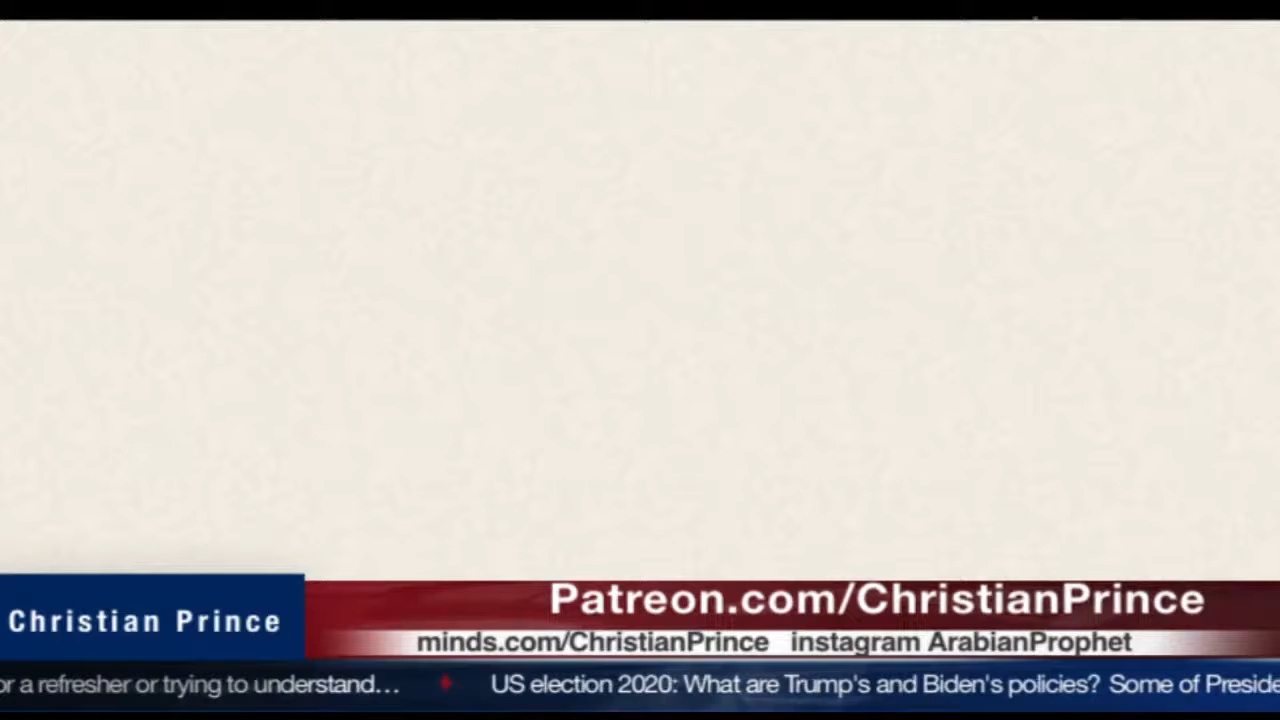 Patreon.com/ChristianPrince
Christian Prince
minds.com/ChristianPrince instagram ArabianProphet
a refresher or trying to understand... US election 2020: What are Trump's and Biden's policies? Some of